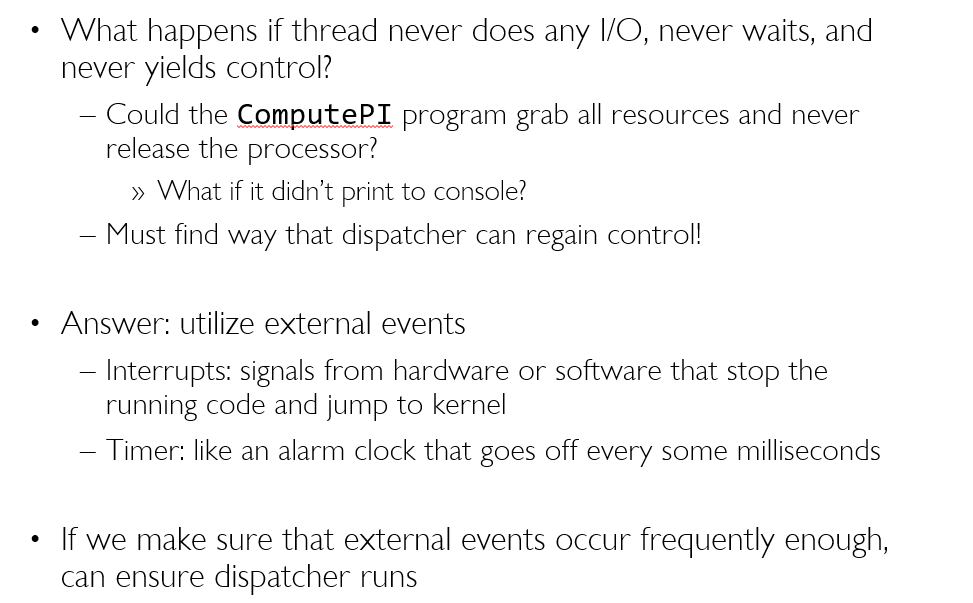 • What happens if thread never does any I/O, never waits, and
never yields control?
– Could the ComputePI program grab all resources and never
release the processor?
» What if it didn't print to console?
– Must find way that dispatcher can regain control!
• Answer: utilize external events
– Interrupts: signals from hardware or software that stop the
running code and jump to kernel
– Timer: like an alarm clock that goes off every some milliseconds
• If we make sure that external events occur frequently enough,
can ensure dispatcher runs